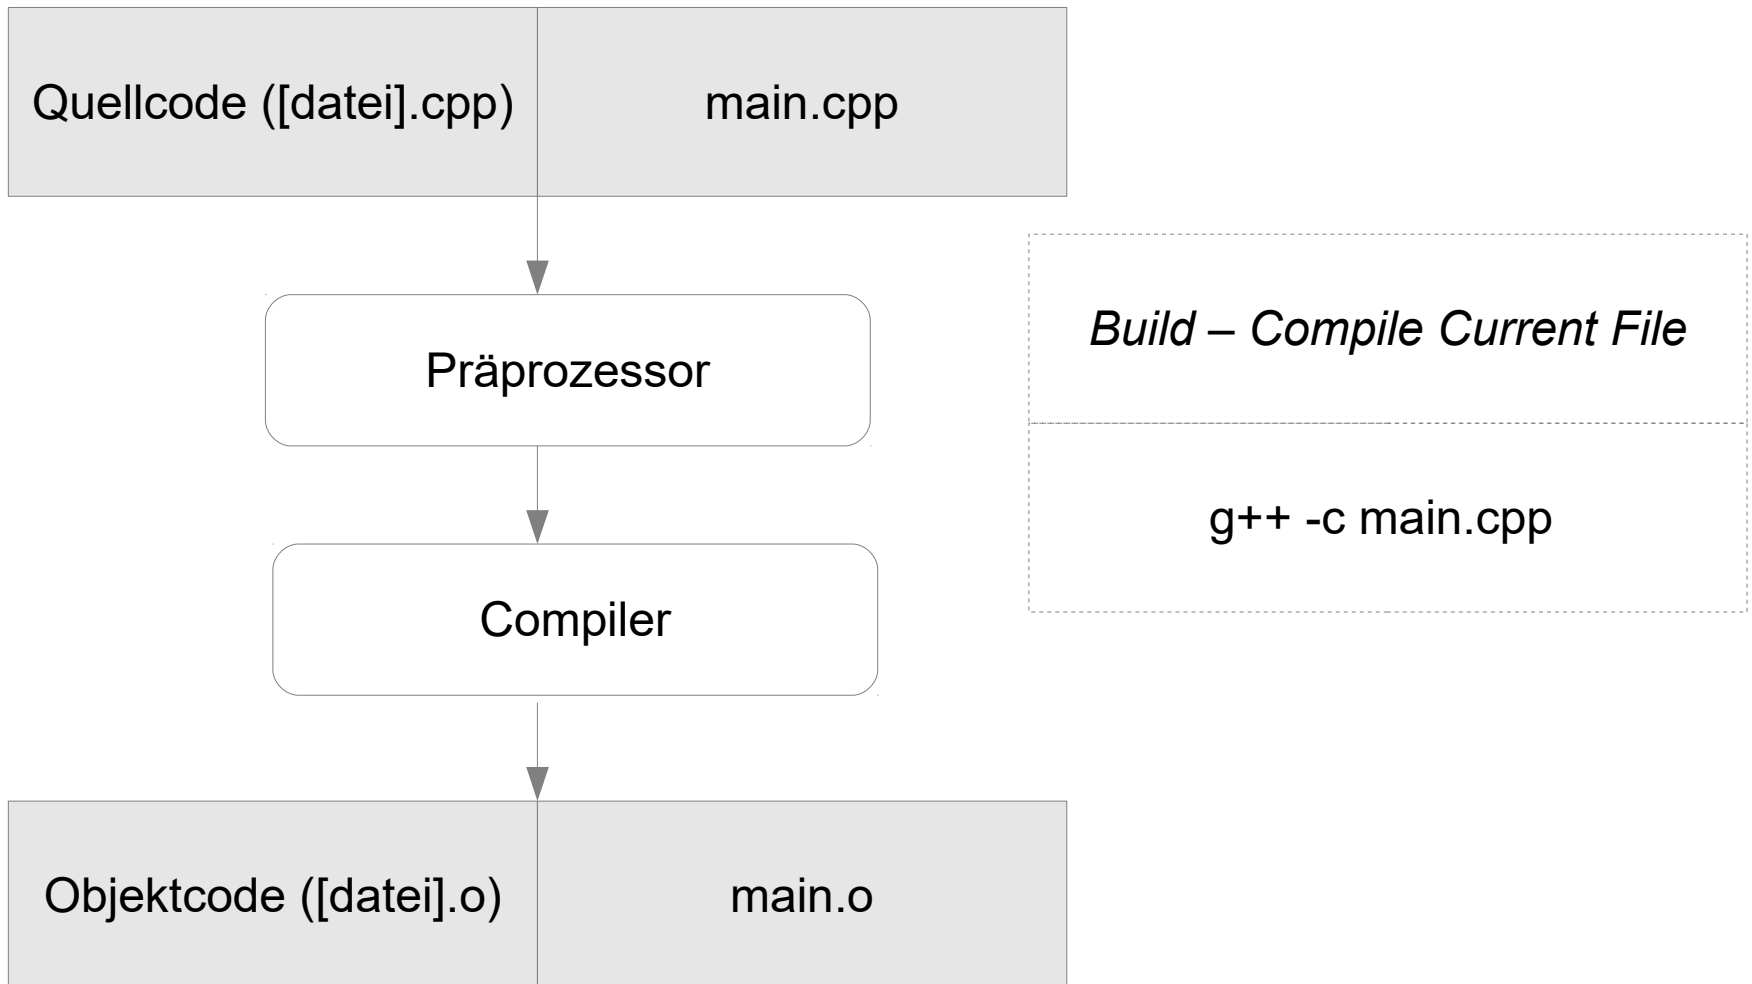 Quellcode ([datei].cpp)
main.cpp
Präprozessor
Build – Compile Current File
g++ -c main.cpp
Compiler
Objektcode ([datei].o)
main.o